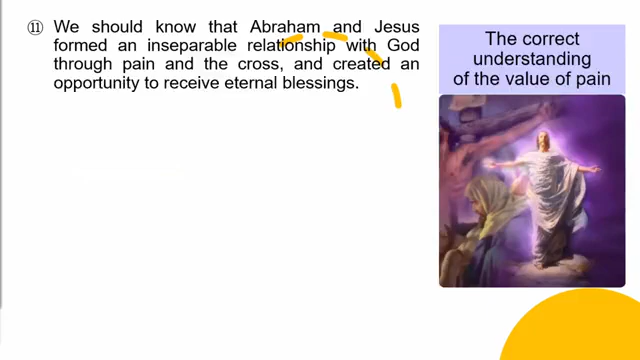 ⑪ We should know that Abraham and Jesus
formed an inseparable relationship with God
through pain and the cross, and created an
opportunity to receive eternal blessings.
The correct
understanding
of the value of pain